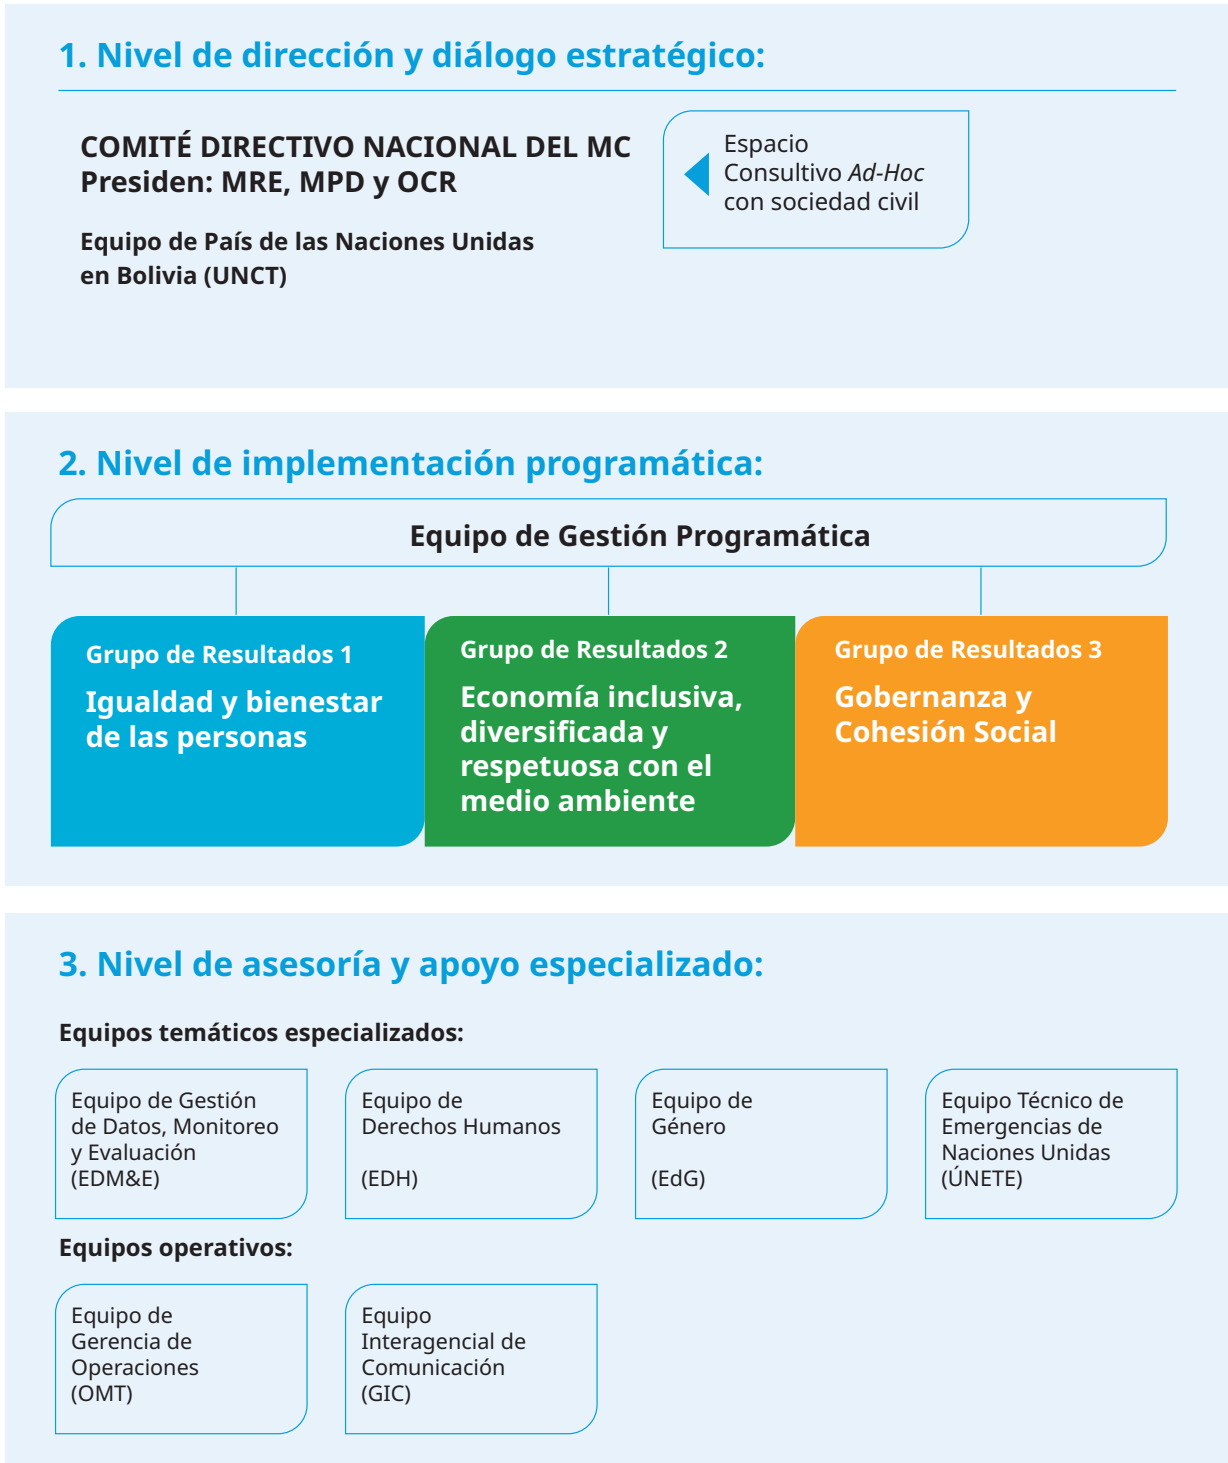 1. Nivel de dirección y diálogo estratégico:
COMITÉ DIRECTIVO NACIONAL DEL MC
Presiden: MRE, MPD y OCR
Equipo de País de las Naciones Unidas
en Bolivia (UNCT)
Espacio
Consultivo Ad-Hoc
con sociedad civil
2. Nivel de implementación programática:
Equipo de Gestión Programática
Grupo de Resultados 1
Igualdad y bienestar
de las personas
Grupo de Resultados 2
Economía inclusiva,
diversificada y
respetuosa con el
medio ambiente
Grupo de Resultados 3
Gobernanza y
Cohesión Social
3. Nivel de asesoría y apoyo especializado:
Equipos temáticos especializados:
Equipo de Gestión
de Datos, Monitoreo
y Evaluación
(EDM&E)
Equipo de
Derechos Humanos
(EDH)
Equipo de
Género
(EdG)
Equipo Técnico de
Emergencias de
Naciones Unidas
(ÚNETE)
Equipos operativos:
Equipo de
Gerencia de
Operaciones
(OMT)
Equipo
Interagencial de
Comunicación
(GIC)